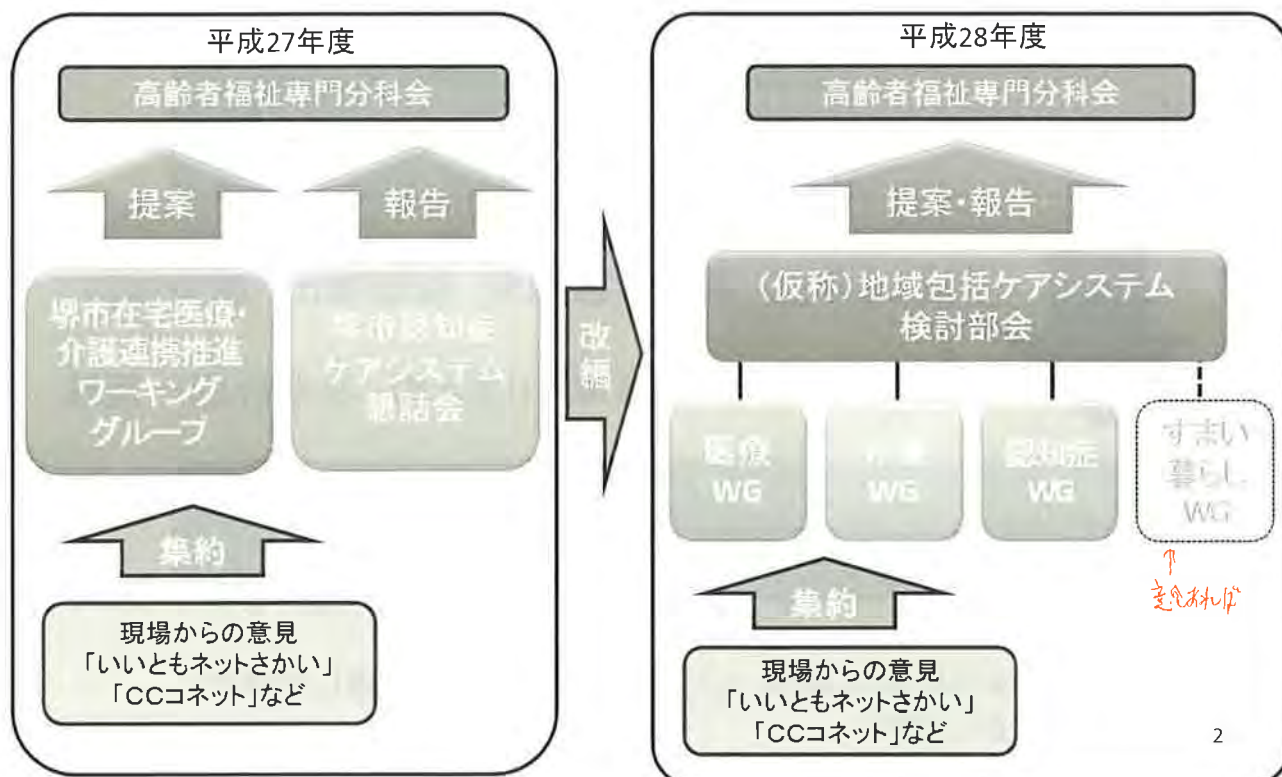 平成27年度
高齢者福祉専門分科会
提案
報告
堺市在宅医療・
介護連携推進
ワーキング
グループ
堺市認知症
ケアシステム
懇話会
集約
現場からの意見
「いいともネットさかい」
「CCコネット」など
改編
平成28年度
高齢者福祉専門分科会
提案・報告
(仮称)地域包括ケアシステム
検討部会
医療
WG
WG
認知症
WG
すまい
暮らし
WG
集約
現場からの意見
「いいともネットさかい」
「CCコネット」など
2